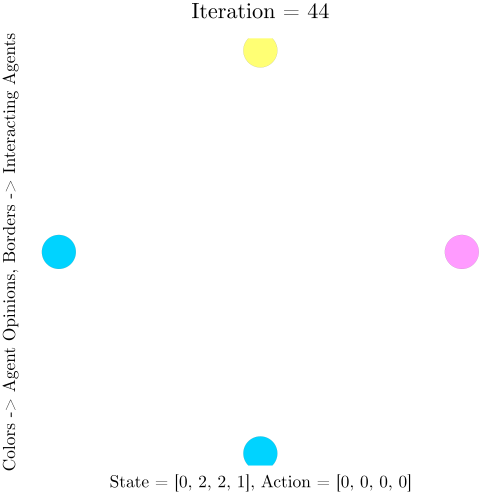 Iteration = 44
Colors -> Agent Opinions, Borders -> Interacting Agents
State = [0, 2, 2, 1], Action = [0, 0, 0, 0]